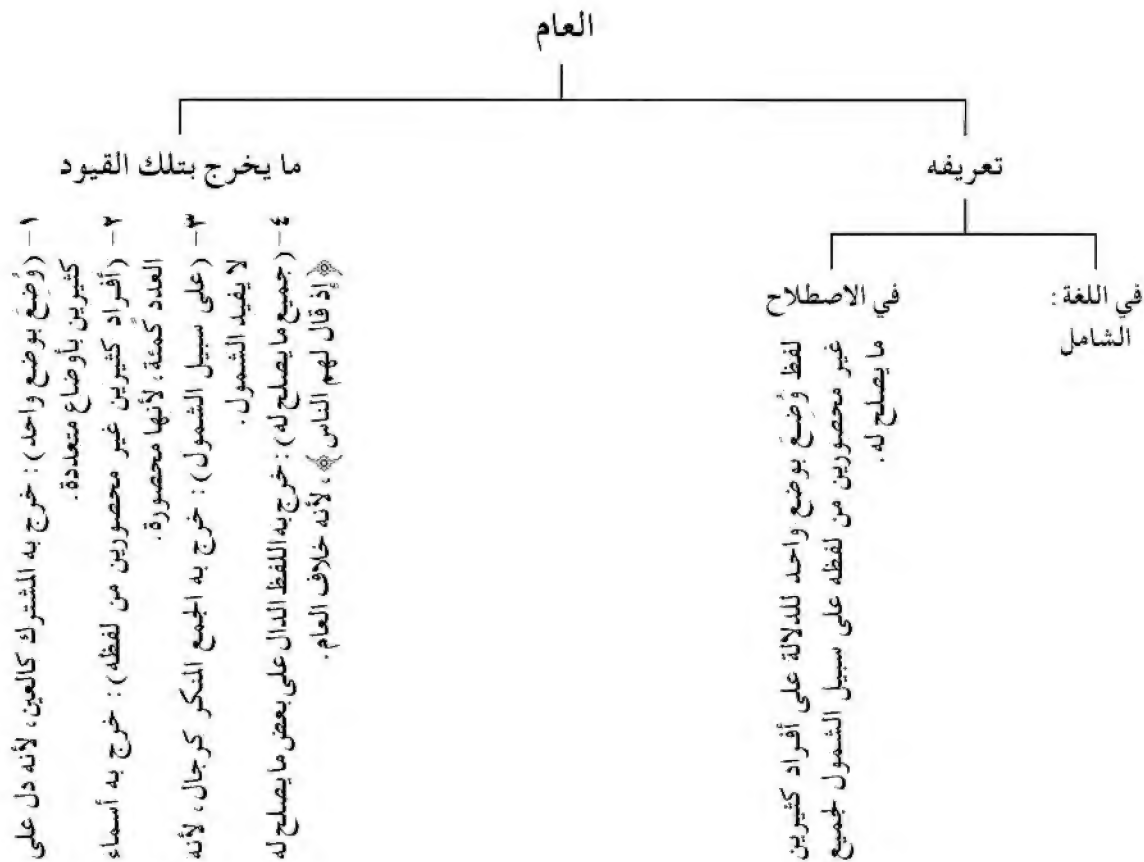 العام
تعريفه
في اللغة :
الشامل
في الاصطلاح
لفظ وُضِعَ بوضع واحد للدلالة على أفراد كثيرين
غير محصورين من لفظه على سبيل الشمول لجميع
ما يصلح له.
ما يخرج بتلك القيود
١ – (وُضِعَ بوضع واحد) : خرج به المشترك كالعين، لأنه دل على
كثيرين بأوضاع متعددة.
٢ – (أفرادٍ كثيرين غير محصورين من لفظه) : خرج به أسماء
العدد كمئة، لأنها محصورة.
٣ – (على سبيل الشمول) : خرج به الجمع المنكر كرجال، لأنه
لا يفيد الشمول.
٤ – (جميع ما يصلح له) : خرج به اللفظ الدال على بعض ما يصلح له
﴿إذ قال لهم الناس﴾، لأنه خلاف العام.